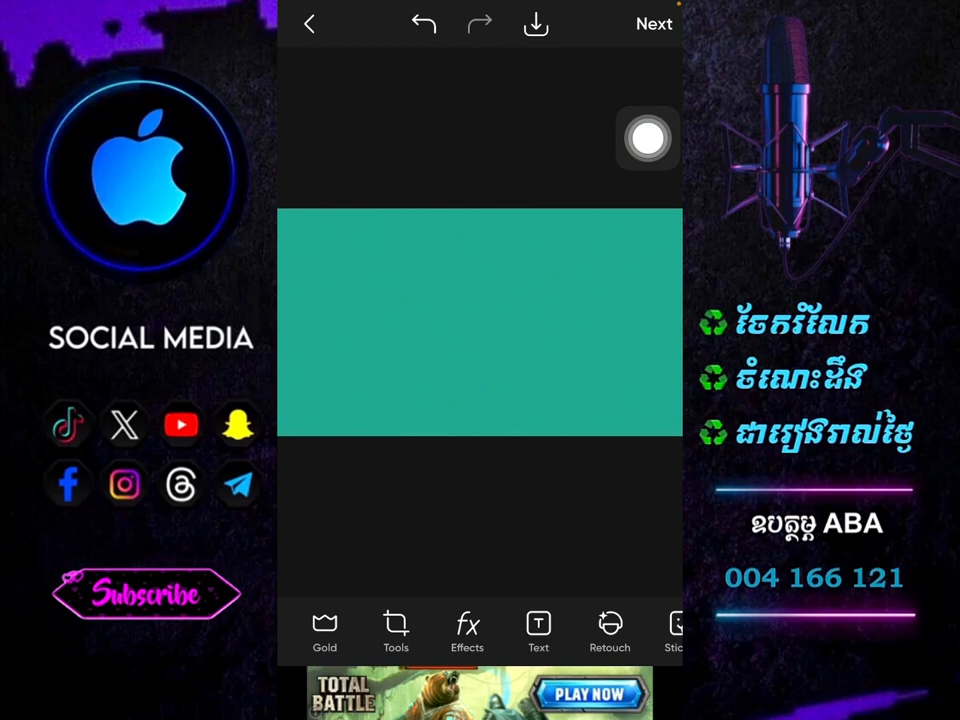 Next
SOCIAL MEDIA
Subscribe
ចែករំលែក
ចំណេះដឹង
ជារៀងរាល់ថ្ងៃ
ឧបត្ថម្ភ ABA
004 166 121
Gold
Tools
Effects
Text
Retouch
Stic
TOTAL
BATTLE
PLAY NOW